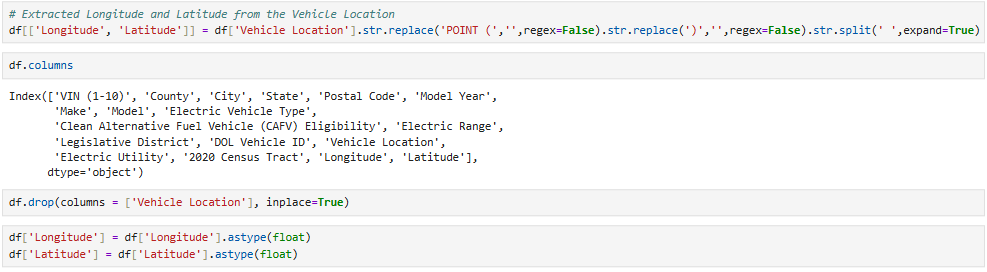 # Extracted Longitude and Latitude from the Vehicle Location
df[['Longitude', 'Latitude']] = df['Vehicle Location'].str.replace('POINT (','',regex=False).str.replace(')','',regex=False).str.split(' ',expand=True)
df.columns
Index(['VIN (1-10)', 'County', 'City', 'State', 'Postal Code', 'Model Year',
'Make', 'Model', 'Electric Vehicle Type',
'Clean Alternative Fuel Vehicle (CAFV) Eligibility', 'Electric Range',
'Legislative District', 'DOL Vehicle ID', 'Vehicle Location',
'Electric Utility', '2020 Census Tract', 'Longitude', 'Latitude'],
dtype='object')
df.drop(columns = ['Vehicle Location'], inplace=True)
df['Longitude'] = df['Longitude'].astype(float)
df['Latitude'] = df['Latitude'].astype(float)